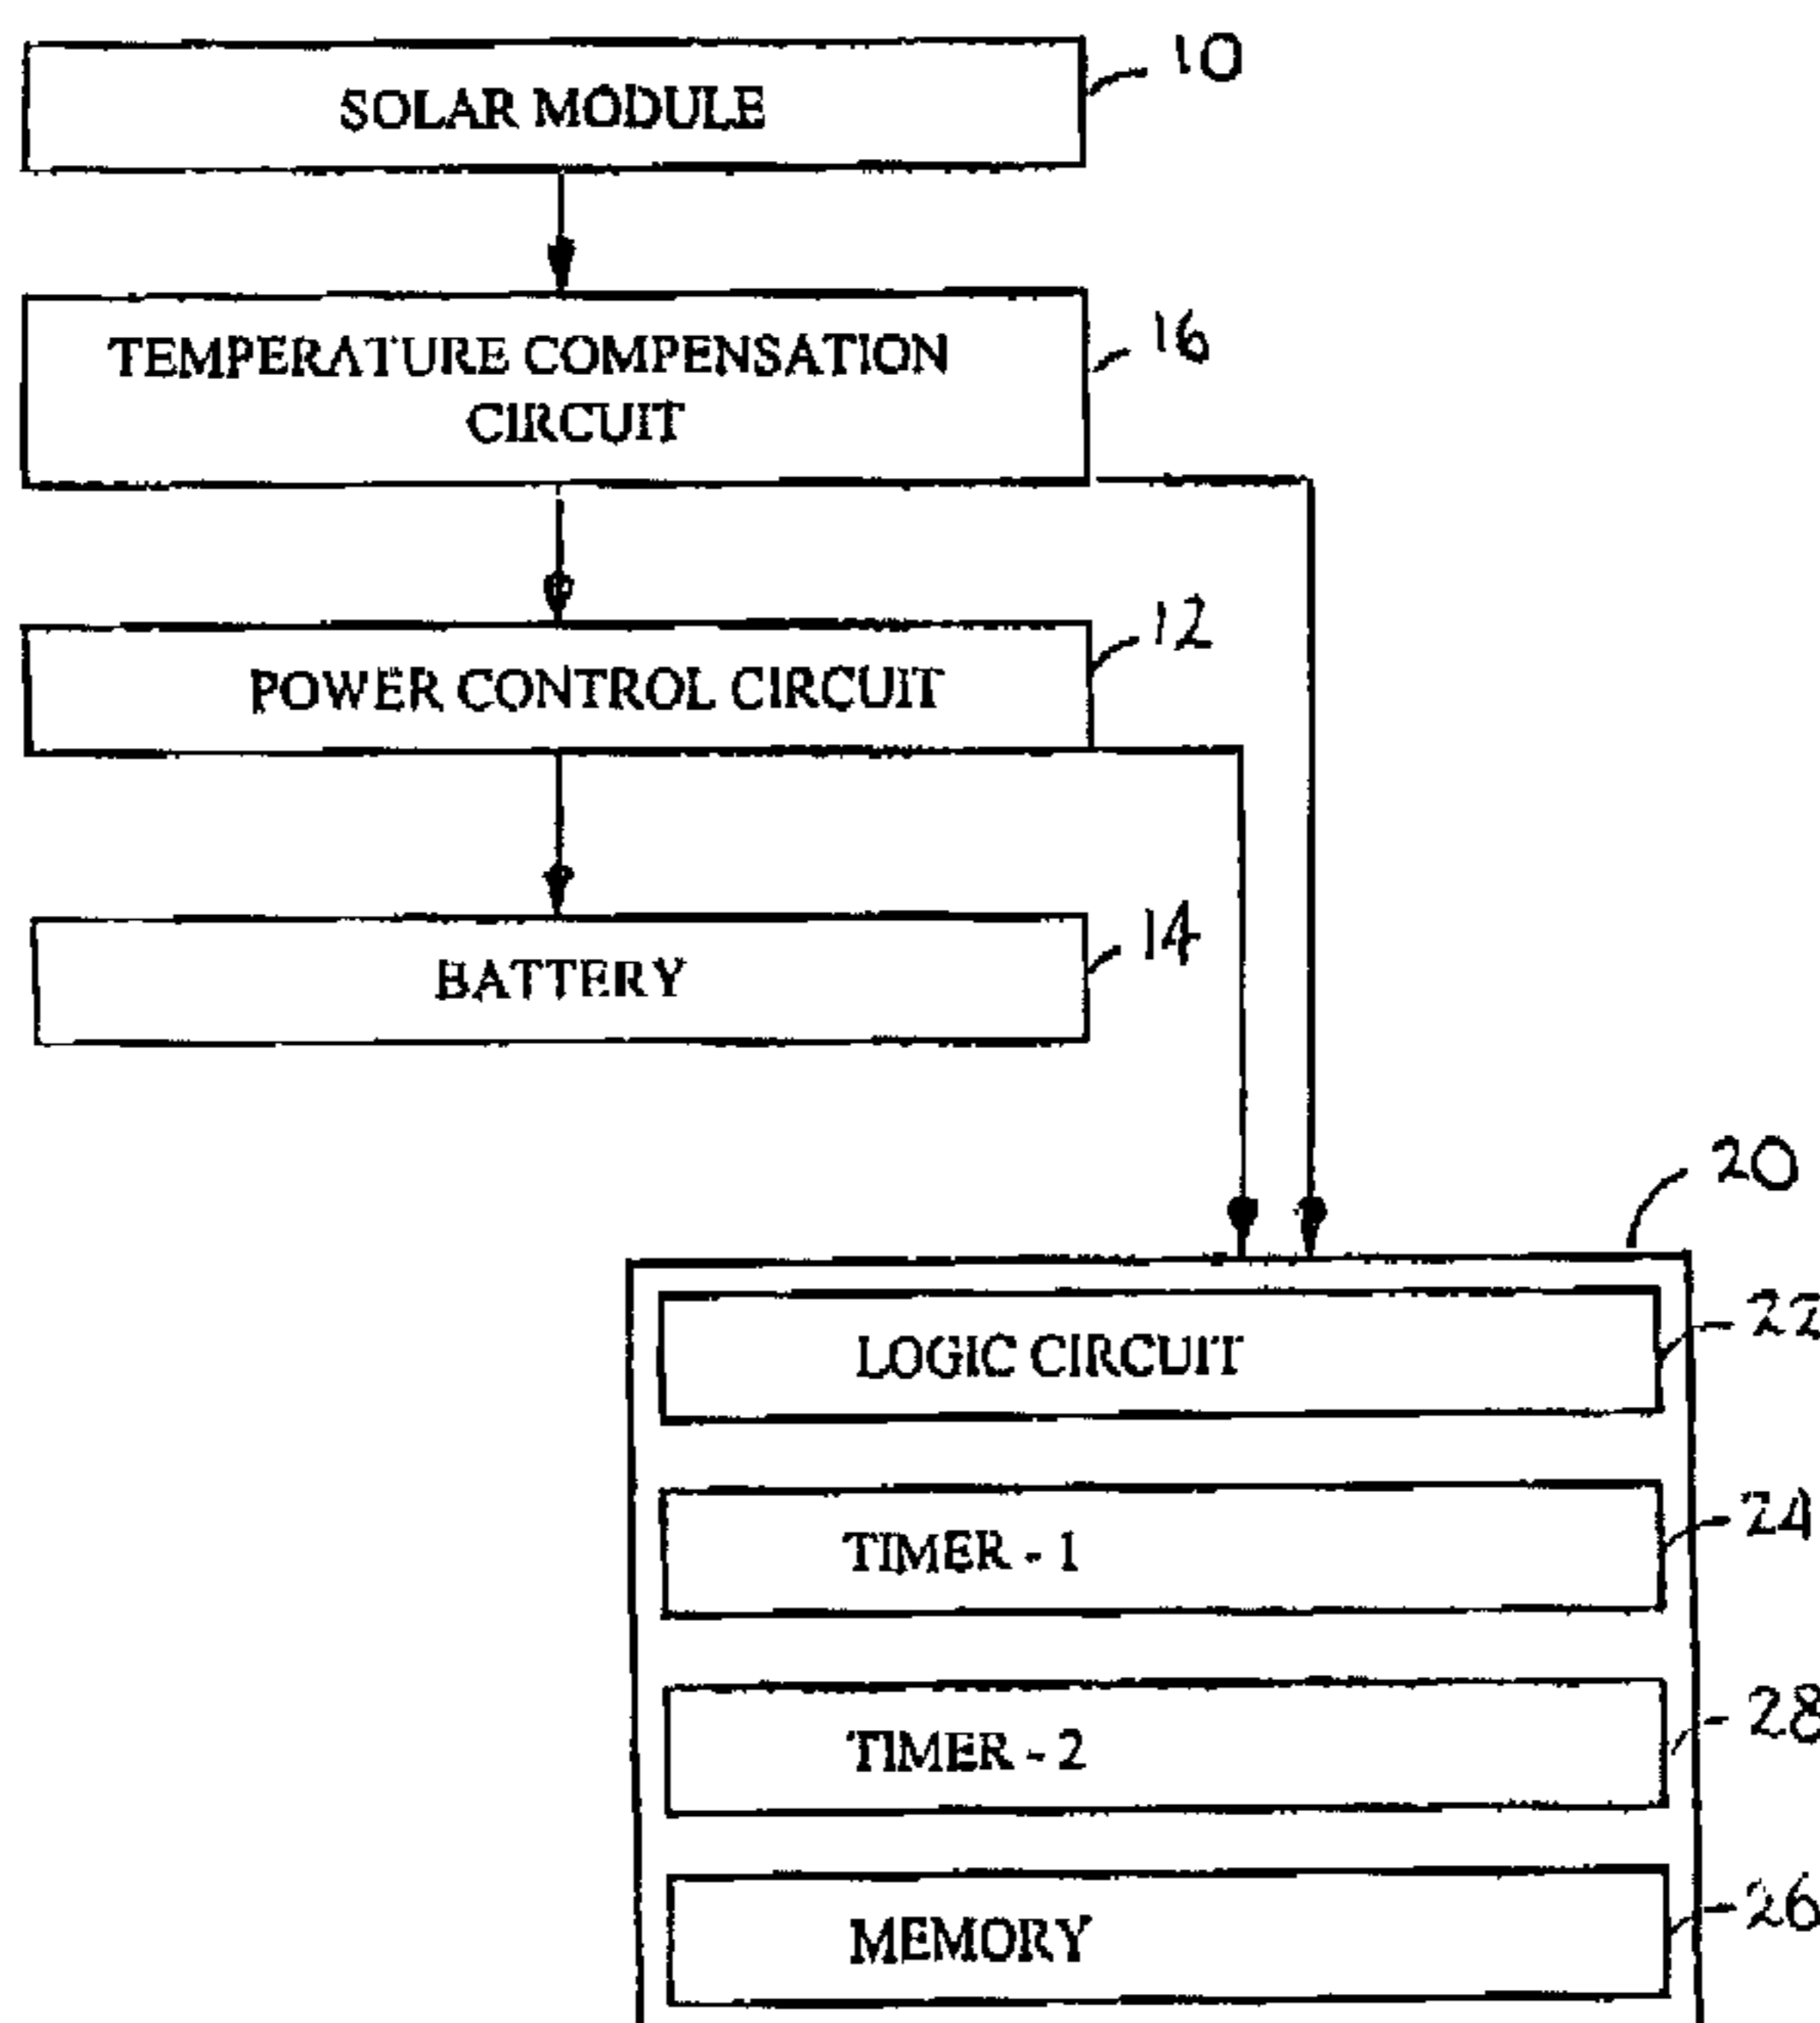 SOLAR MODULE
10
TEMPERATURE COMPENSATION
CIRCUIT
16
POWER CONTROL CIRCUIT
12
BATTERY
14
20
LOGIC CIRCUIT
22
TIMER - 1
24
TIMER - 2
28
MEMORY
26